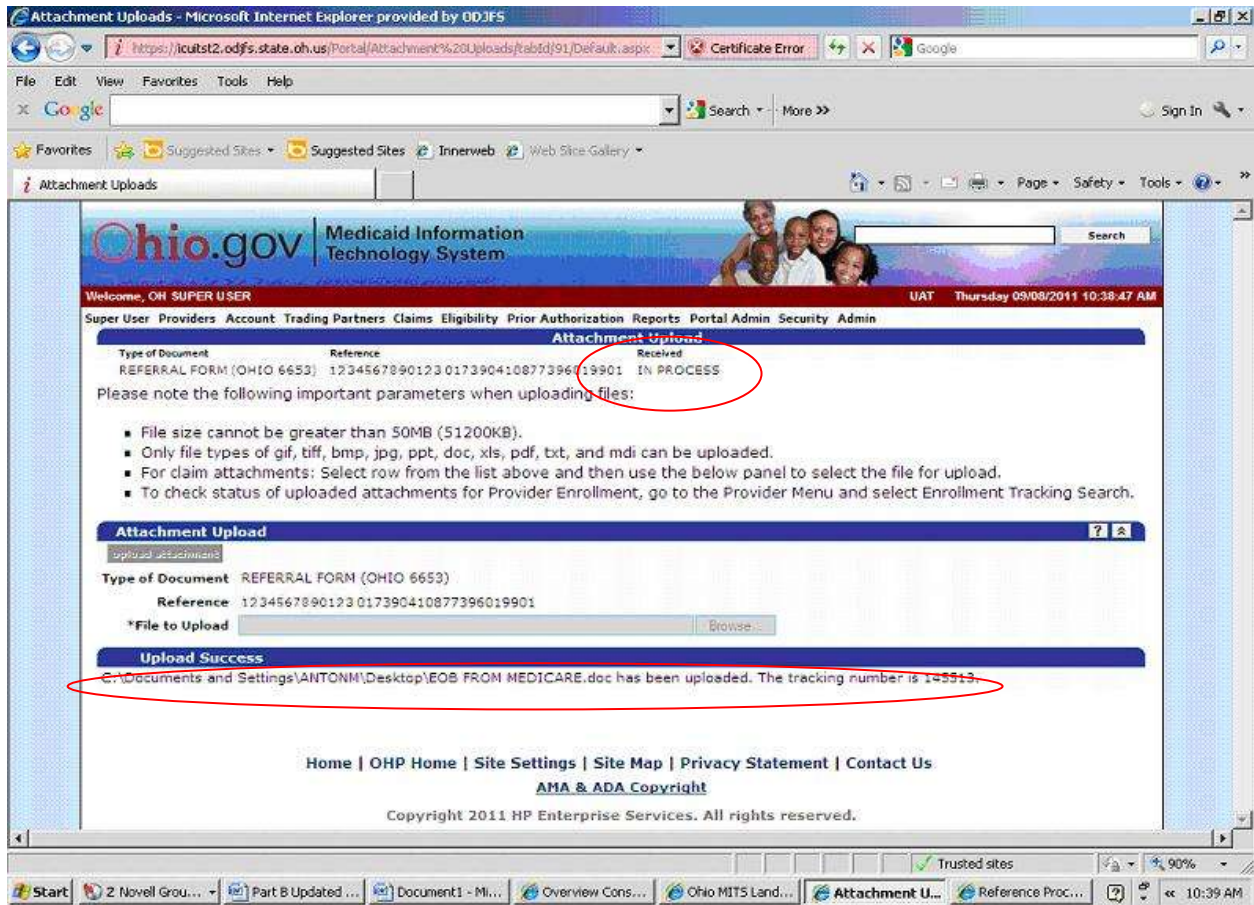 Attachment Uploads - Microsoft Internet Explorer provided by ODJFS
https://icuitst2.odjfs.state.oh.us/Portal/Attachment%20Uploads/tabId/91/Default.aspx Certificate Error Google
File Edit View Favorites Tools Help
x Google Search More >> Sign In
Favorites Suggested Sites Suggested Sites Innerweb Web Slice Gallery
Attachment Uploads Page Safety Tools
Ohio.gov Medicaid Information Technology System Search
Welcome, OH SUPER USER UAT Thursday 09/08/2011 10:38:47 AM
Super User Providers Account Trading Partners Claims Eligibility Prior Authorization Reports Portal Admin Security Admin
Attachment Upload
Type of Document Reference Received
REFERRAL FORM (OHIO 6653) 1234567890123 017390410877396019901 IN PROCESS
Please note the following important parameters when uploading files:
File size cannot be greater than 50MB (51200KB).
Only file types of gif, tiff, bmp, jpg, ppt, doc, xls, pdf, txt, and mdi can be uploaded.
For claim attachments: Select row from the list above and then use the below panel to select the file for upload.
To check status of uploaded attachments for Provider Enrollment, go to the Provider Menu and select Enrollment Tracking Search.
Attachment Upload ?
upload attachment
Type of Document REFERRAL FORM (OHIO 6653)
Reference 1234567890123 017390410877396019901
*File to Upload Browse...
Upload Success
C:\Documents and Settings\ANTONM\Desktop\EOB FROM MEDICARE.doc has been uploaded. The tracking number is 145513.
Home | OHP Home | Site Settings | Site Map | Privacy Statement | Contact Us
AMA & ADA Copyright
Copyright 2011 HP Enterprise Services. All rights reserved.
Trusted sites 90%
Start 2 Novell Grou... Part B Updated ... Document1 - Mi... Overview Cons... Ohio MITS Land... Attachment U... Reference Proc... 10:39 AM